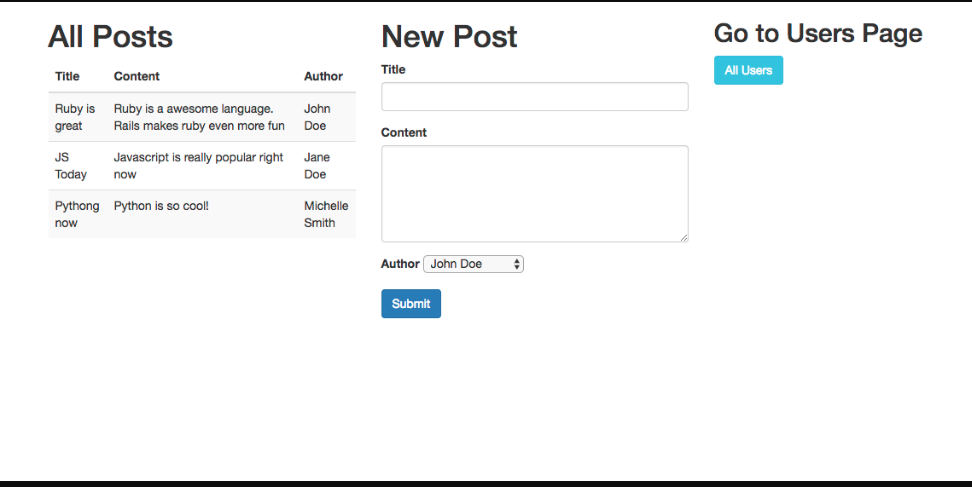 All Posts
Title Content Author
Ruby is Ruby is a awesome language. John
great Rails makes ruby even more fun Doe
JS Javascript is really popular right Jane
Today now Doe
Pythong Python is so cool! Michelle
now Smith
New Post
Title
Content
Author John Doe
Submit
Go to Users Page
All Users